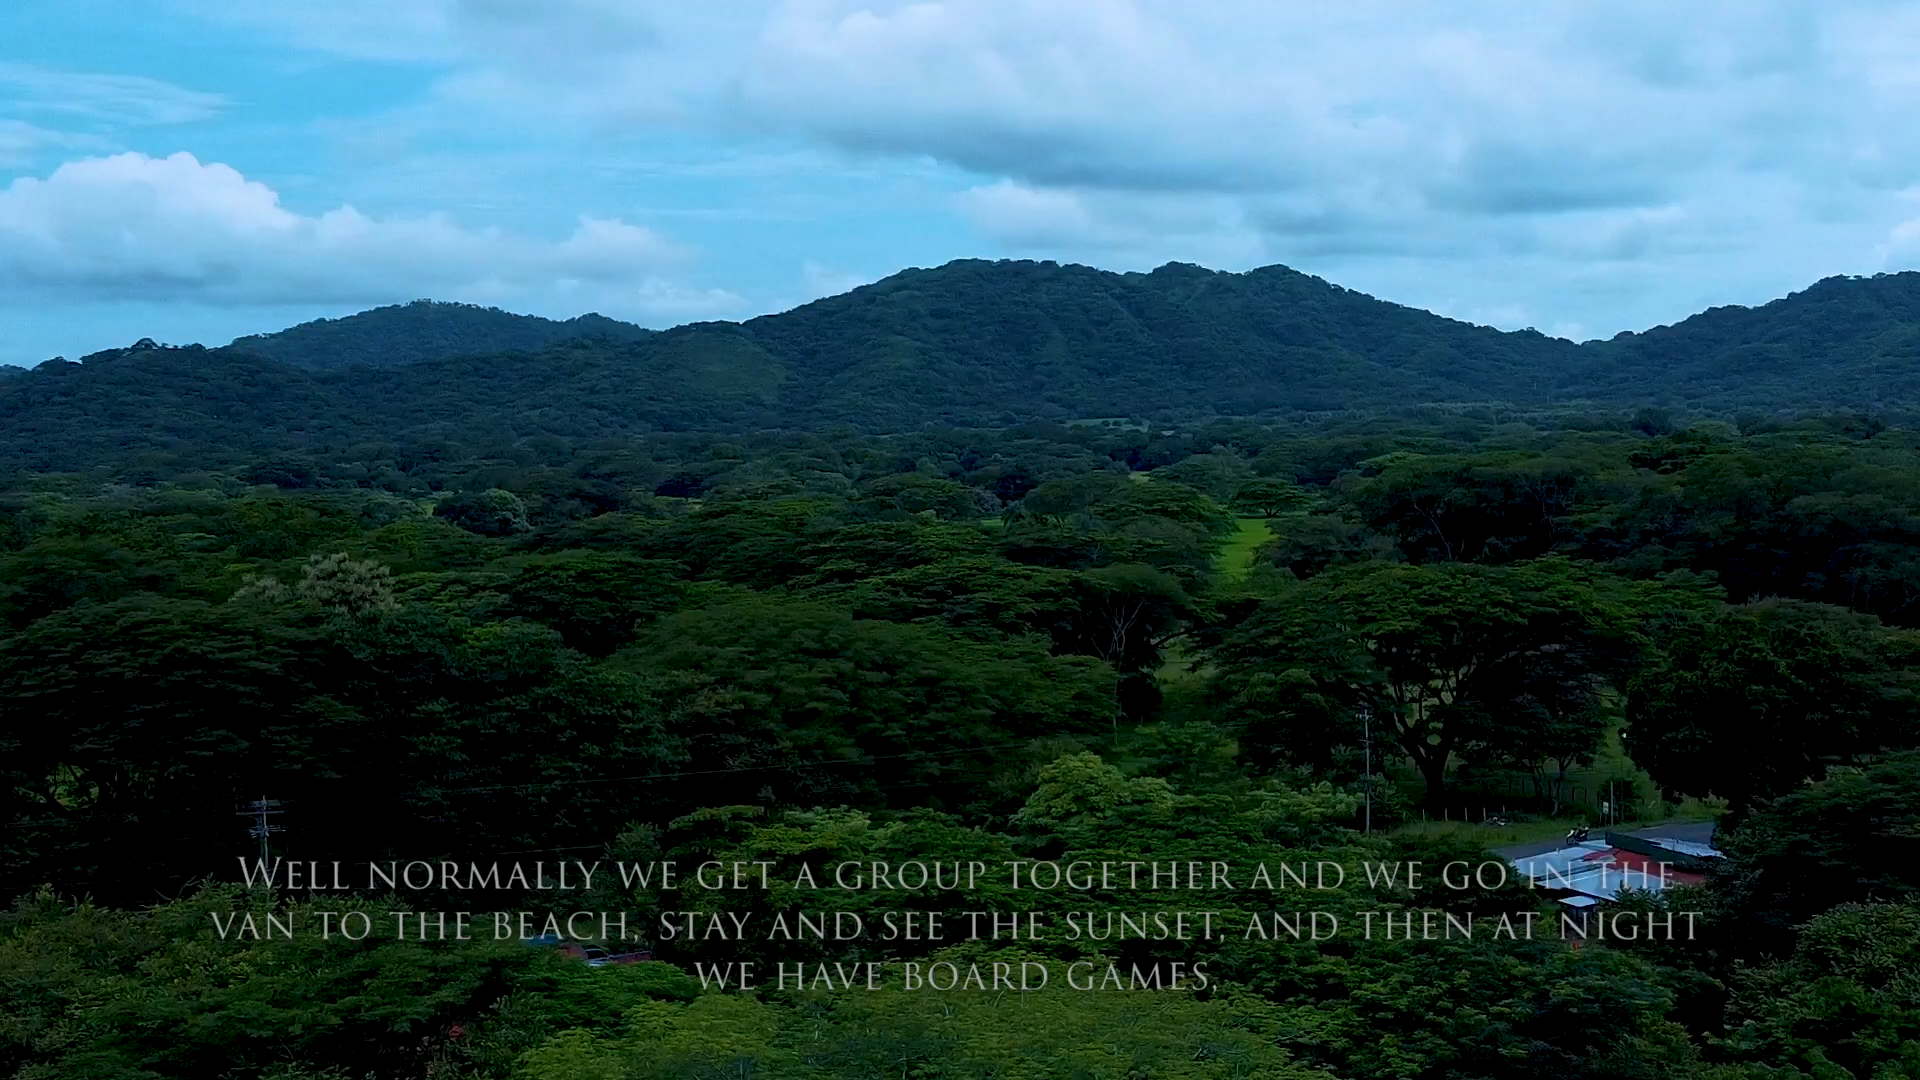 Well normally we get a group together and we go in the
van to the beach, stay and see the sunset, and then at night
we have board games,